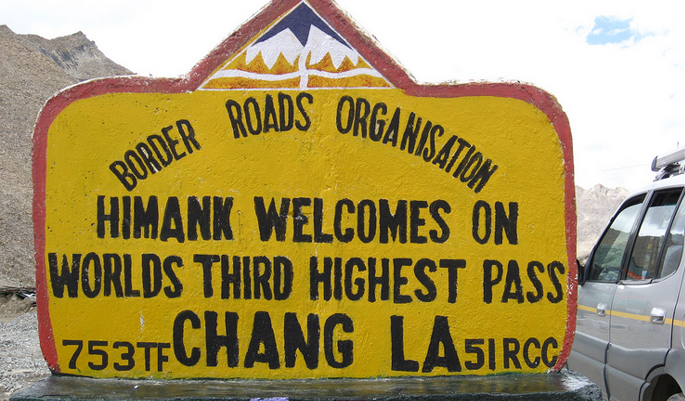 BORDER ROADS ORGANISATION
HIMANK WELCOMES ON
WORLDS THIRD HIGHEST PASS
753TF CHANG LA 51RCC